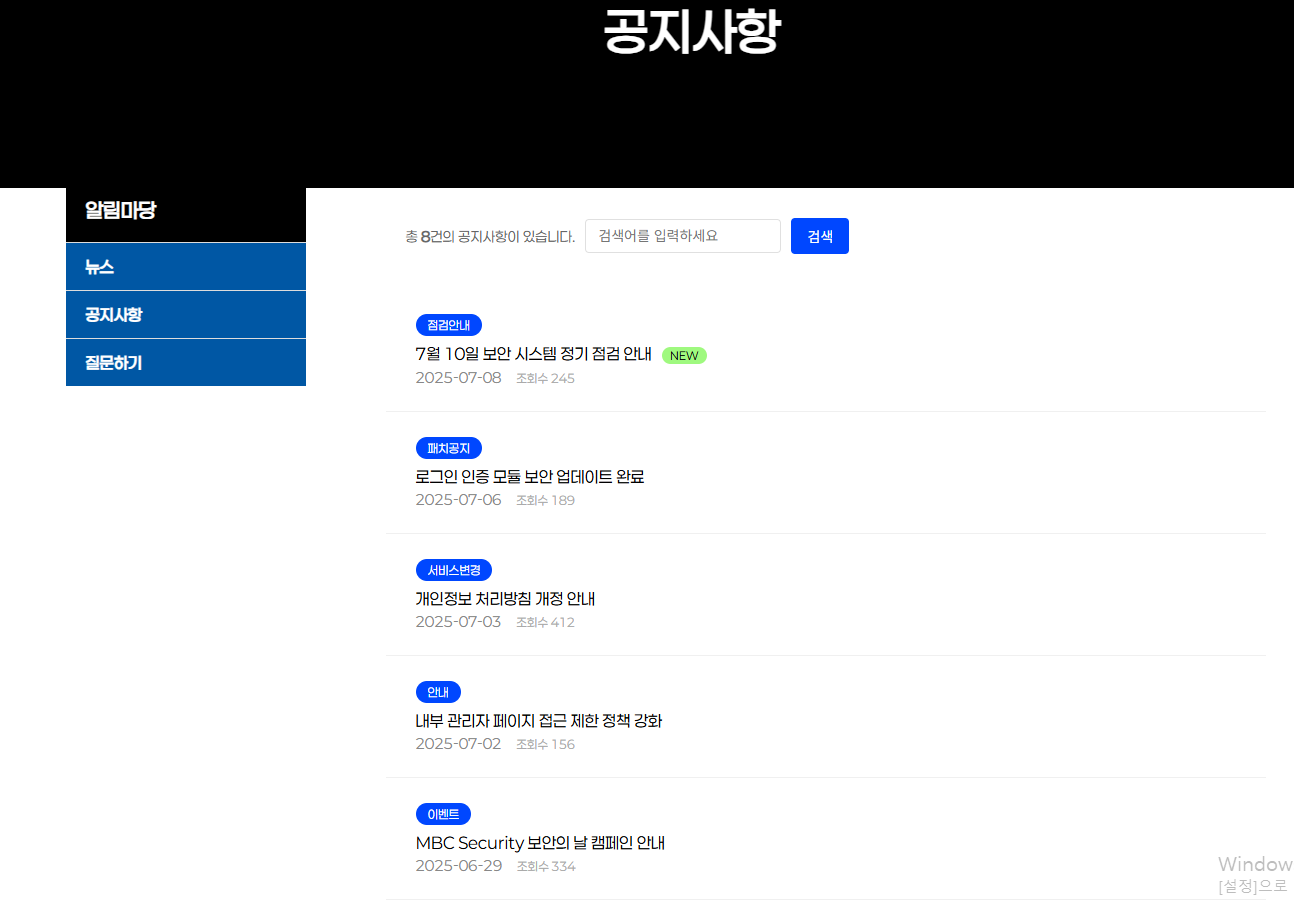 공지사항
알림마당
뉴스
공지사항
질문하기
총 8건의 공지사항이 있습니다. 검색어를 입력하세요 검색
점검안내
7월 10일 보안 시스템 정기 점검 안내 NEW
2025-07-08 조회수 245
패치공지
로그인 인증 모듈 보안 업데이트 완료
2025-07-06 조회수 189
서비스변경
개인정보 처리방침 개정 안내
2025-07-03 조회수 412
안내
내부 관리자 페이지 접근 제한 정책 강화
2025-07-02 조회수 156
이벤트
MBC Security 보안의 날 캠페인 안내
2025-06-29 조회수 334
Window
[설정]으로